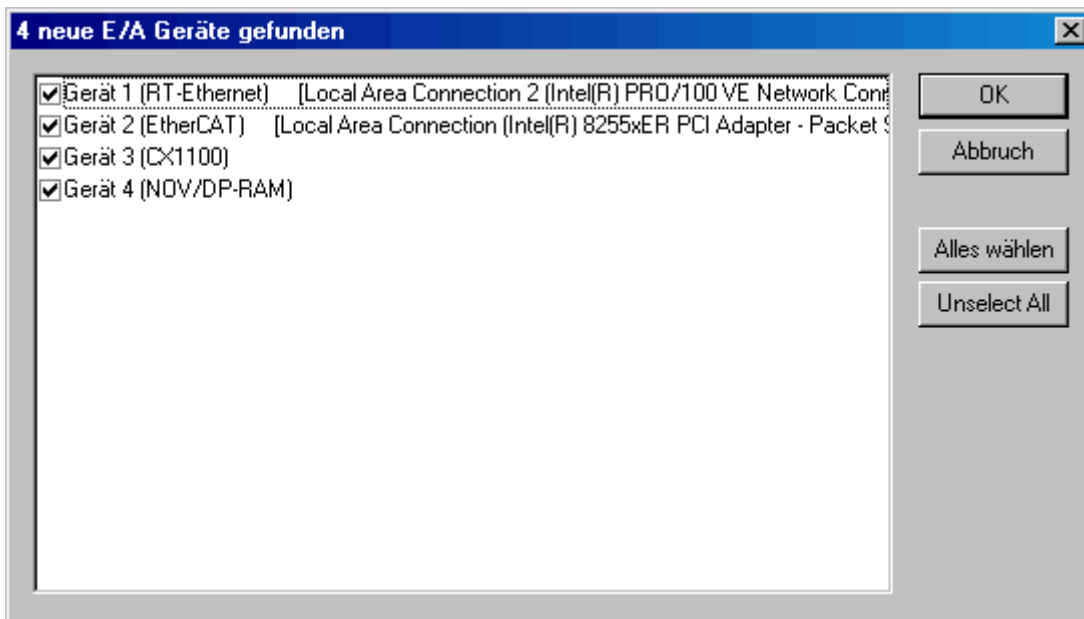 4 neue E/A Geräte gefunden
Gerät 1 (RT-Ethernet) [Local Area Connection 2 (Intel(R) PRO/100 VE Network
Gerät 2 (EtherCAT) [Local Area Connection (Intel(R) 8255xER PCI Adapter - Packet
Gerät 3 (CX1100)
Gerät 4 (NOV/DP-RAM)
OK
Abbruch
Alles wählen
Unselect All